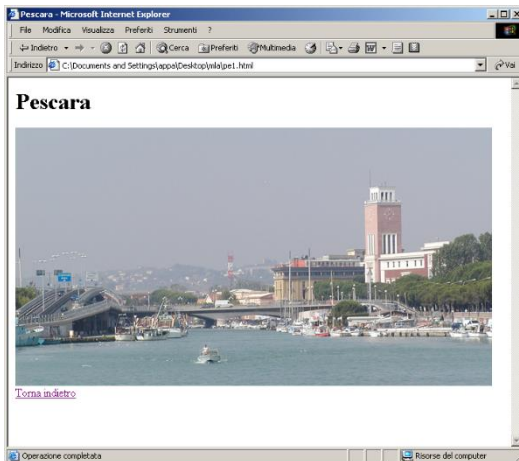 Pescara - Microsoft Internet Explorer
File Modifica Visualizza Preferiti Strumenti ?
Indietro Cerca Preferiti Multimedia
Indirizzo C:\Documents and Settings\appa\Desktop\mla\pe1.html Vai
Pescara
Torna indietro
Operazione completata Risorse del computer